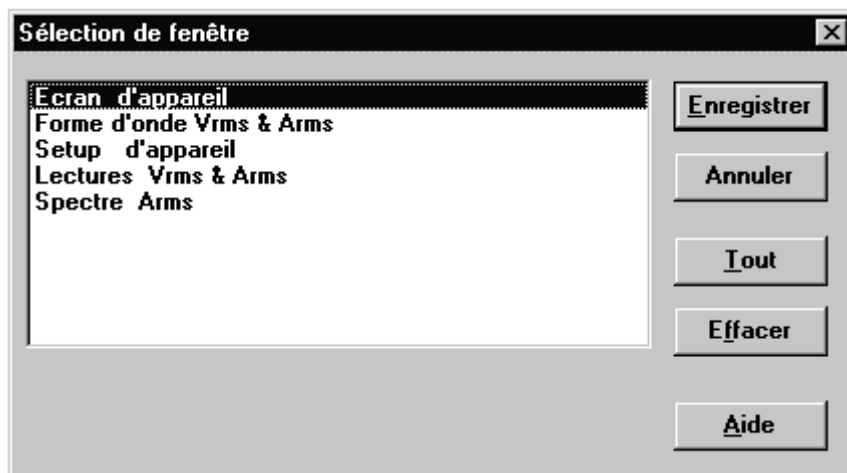 Sélection de fenêtre
Ecran d'appareil
Forme d'onde Vrms & Arms
Setup d'appareil
Lectures Vrms & Arms
Spectre Arms
Enregistrer
Annuler
Tout
Effacer
Aide